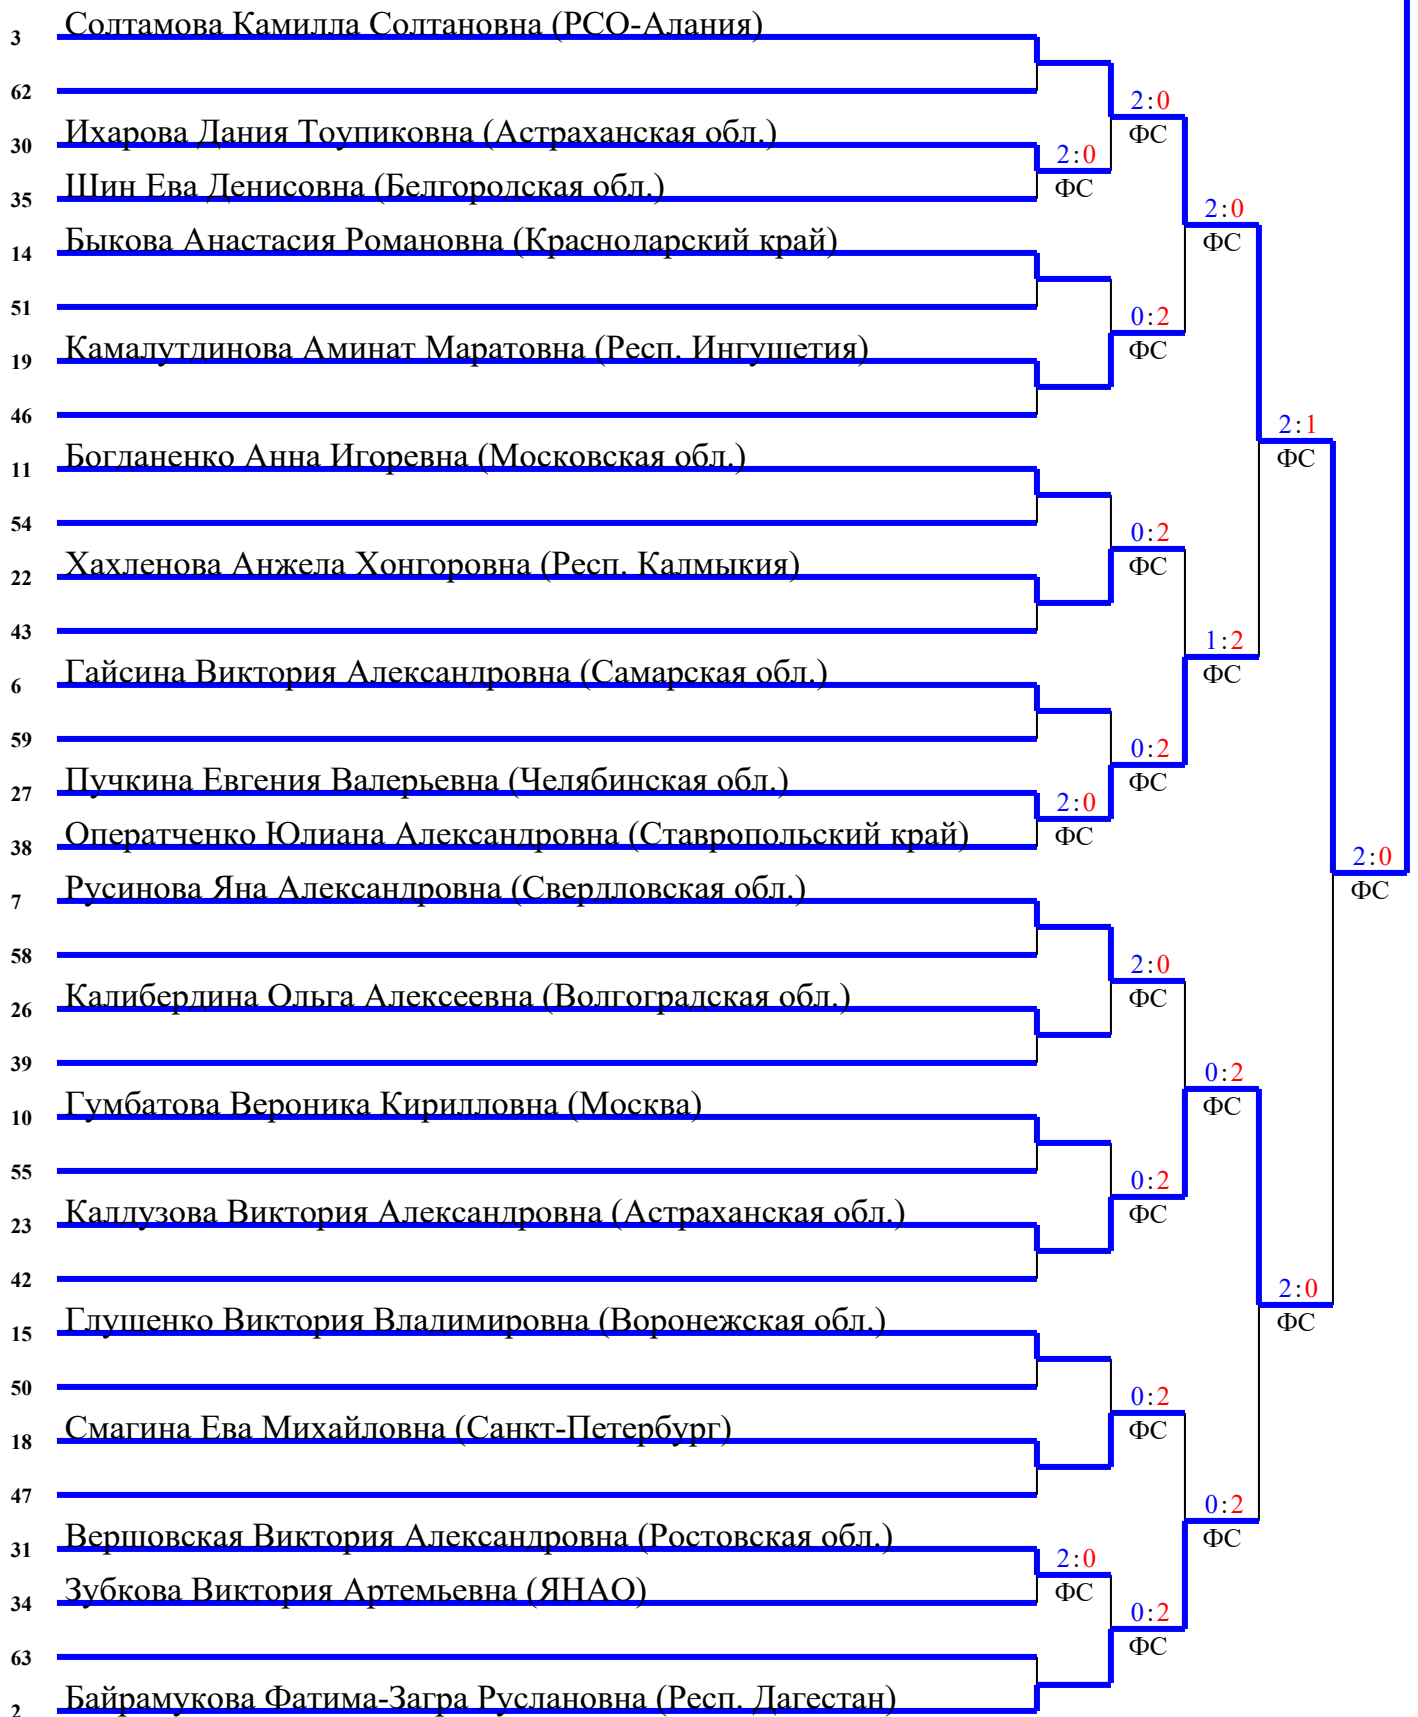 3 Солтамова Камилла Солтановна (РСО-Алания)
62
2:0
ФС
30 Ихарова Дания Тоупиковна (Астраханская обл.)
2:0
ФС
35 Шин Ева Денисовна (Белгородская обл.)
2:0
ФС
14 Быкова Анастасия Романовна (Краснодарский край)
51
0:2
ФС
19 Камалутдинова Аминат Маратовна (Респ. Ингушетия)
46
2:1
ФС
11 Богданенко Анна Игоревна (Московская обл.)
54
0:2
ФС
22 Хахленова Анжела Хонгоровна (Респ. Калмыкия)
43
1:2
ФС
6 Гайсина Виктория Александровна (Самарская обл.)
59
0:2
ФС
27 Пучкина Евгения Валерьевна (Челябинская обл.)
2:0
ФС
38 Оператченко Юлиана Александровна (Ставропольский край)
2:0
ФС
7 Русинова Яна Александровна (Свердловская обл.)
58
2:0
ФС
26 Калибердина Ольга Алексеевна (Волгоградская обл.)
39
0:2
ФС
10 Гумбатова Вероника Кирилловна (Москва)
55
0:2
ФС
23 Калдузова Виктория Александровна (Астраханская обл.)
42
2:0
ФС
15 Глущенко Виктория Владимировна (Воронежская обл.)
50
0:2
ФС
18 Смагина Ева Михайловна (Санкт-Петербург)
47
0:2
ФС
31 Вершовская Виктория Александровна (Ростовская обл.)
2:0
ФС
34 Зубкова Виктория Артемьевна (ЯНАО)
0:2
ФС
63
2 Байрамукова Фатима-Загра Руслановна (Респ. Дагестан)